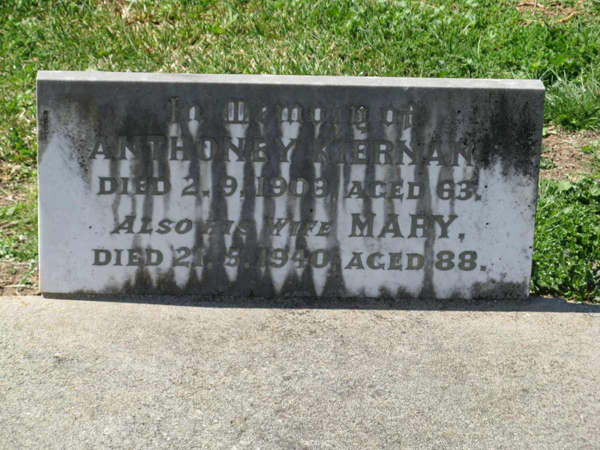 In Memory of
ANTHONEY KIERNAN
DIED 2. 9. 1903, AGED 63.
ALSO HIS WIFE MARY,
DIED 21. 5. 1940, AGED 88.